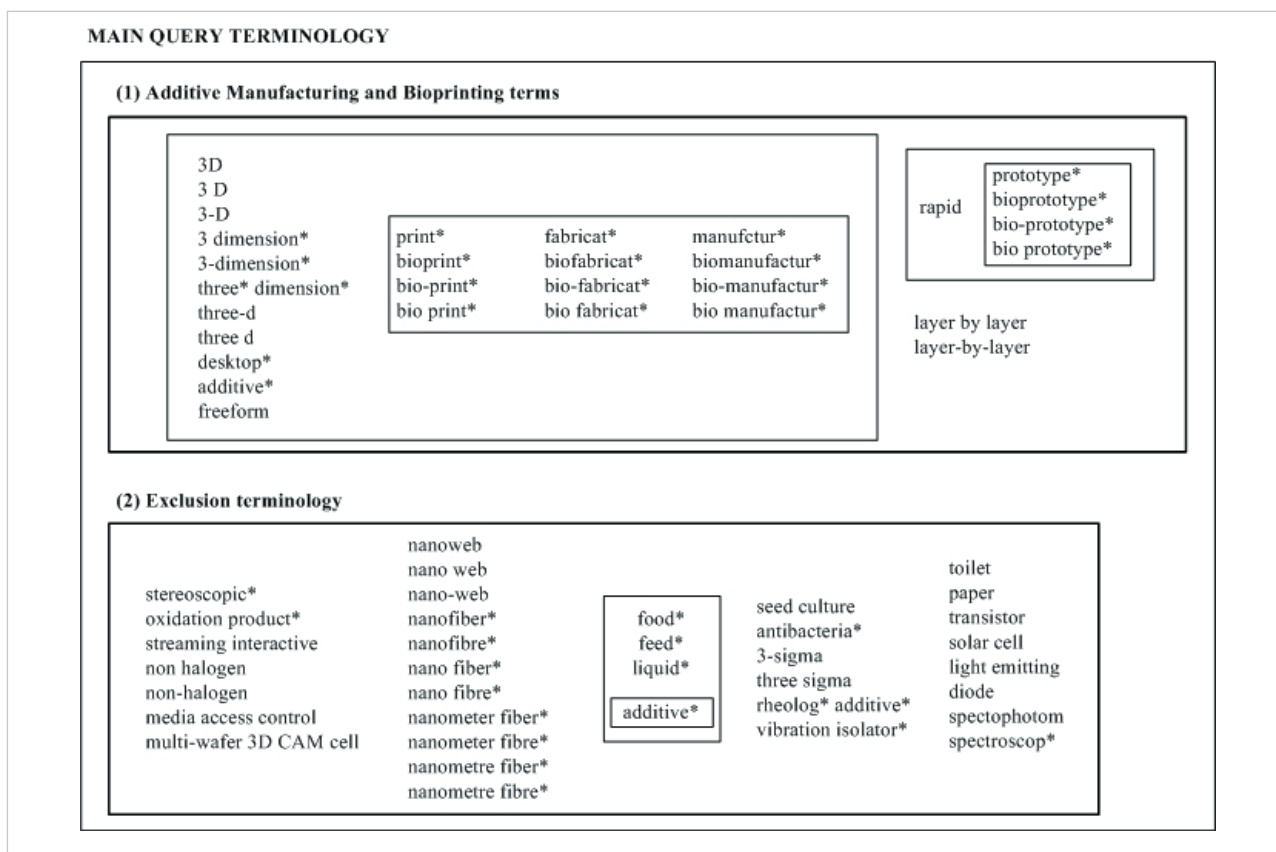 MAIN QUERY TERMINOLOGY
(1) Additive Manufacturing and Bioprinting terms
3D
3 D
3-D
3 dimension*
3-dimension*
three* dimension*
three-d
three d
desktop*
additive*
freeform
print*
bioprint*
bio-print*
bio print*
fabricat*
biofabricat*
bio-fabricat*
bio fabricat*
manufctur*
biomanufactur*
bio-manufactur*
bio manufactur*
rapid
prototype*
bioprototype*
bio-prototype*
bio prototype*
layer by layer
layer-by-layer
(2) Exclusion terminology
stereoscopic*
oxidation product*
streaming interactive
non halogen
non-halogen
media access control
multi-wafer 3D CAM cell
nanoweb
nano web
nano-web
nanofiber*
nanofibre*
nano fiber*
nano fibre*
nanometer fiber*
nanometer fibre*
nanometre fiber*
nanometre fibre*
food*
feed*
liquid*
additive*
seed culture
antibacteria*
3-sigma
three sigma
rheolog* additive*
vibration isolator*
toilet
paper
transistor
solar cell
light emitting
diode
spectophotom
spectroscop*